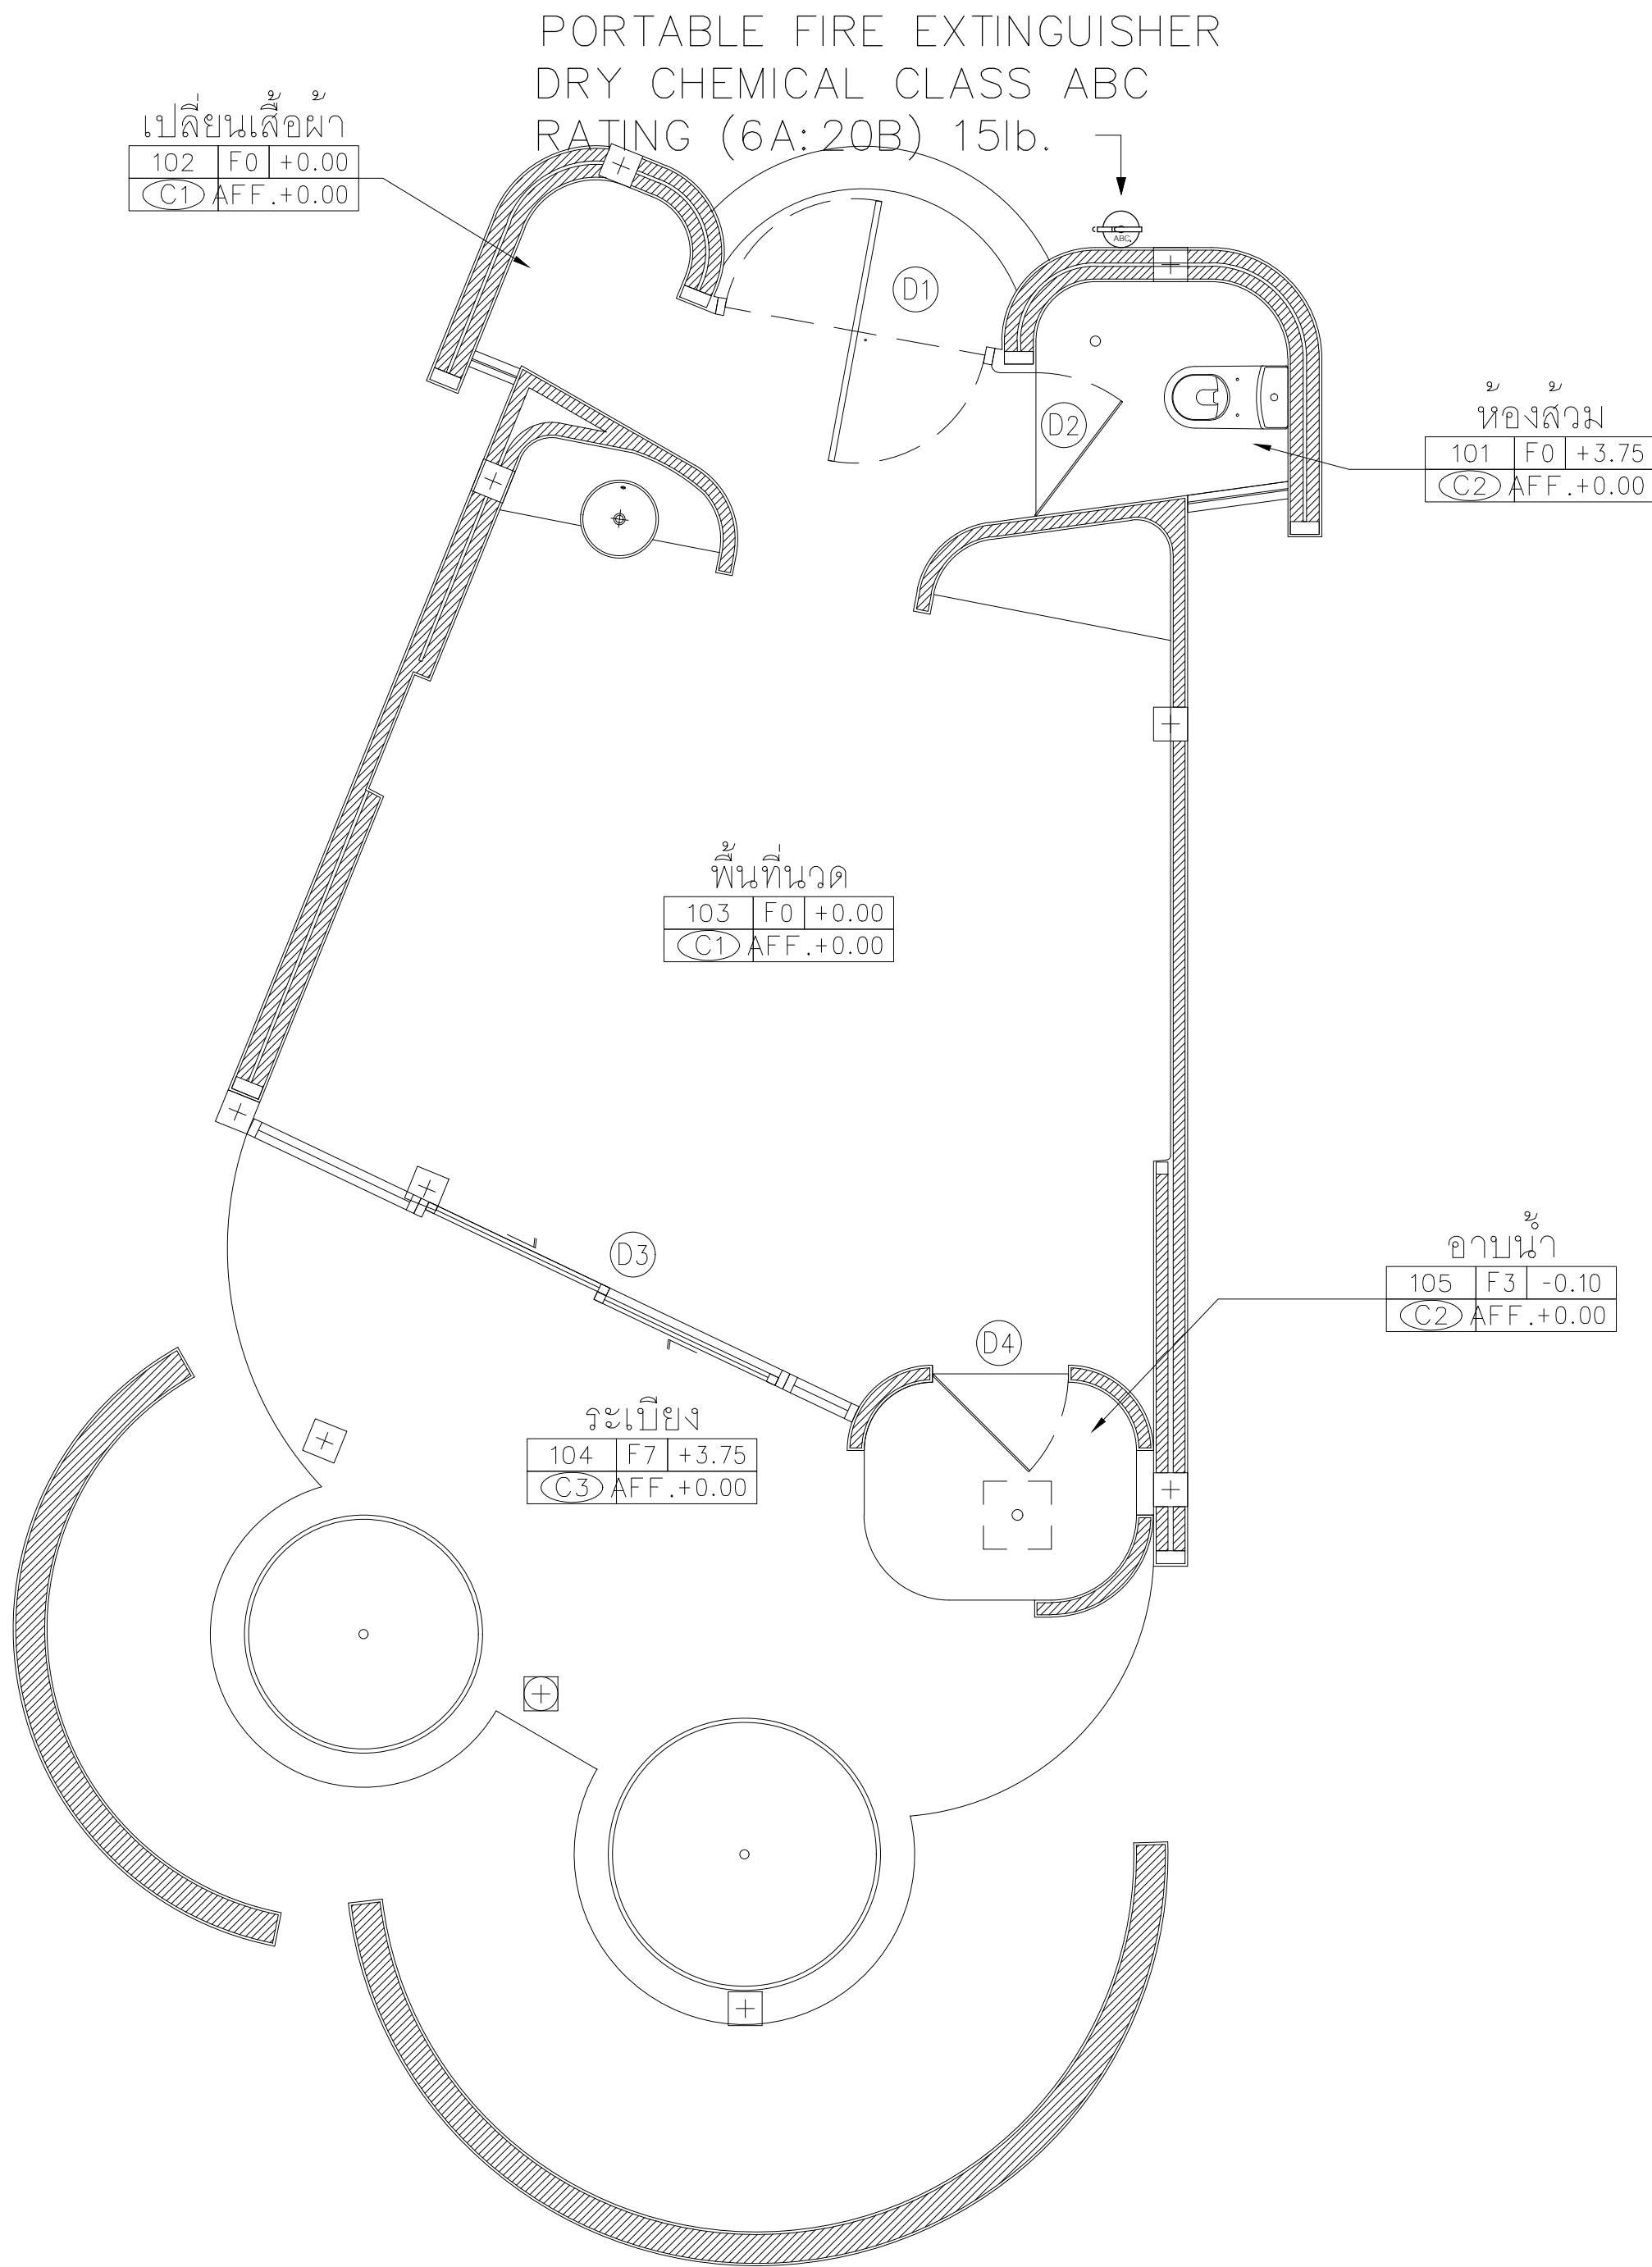 PORTABLE FIRE EXTINGUISHER
DRY CHEMICAL CLASS ABC
RATING (6A:20B) 15lb.
เปลี่ยนเสื้อผ้า
102 F0 +0.00
C1 AFF.+0.00
ABC.
D1
D2
ห้องส้วม
101 F0 +3.75
C2 AFF.+0.00
พื้นที่นวด
103 F0 +0.00
C1 AFF.+0.00
D3
อาบน้ำ
105 F3 -0.10
C2 AFF.+0.00
D4
ระเบียง
104 F7 +3.75
C3 AFF.+0.00